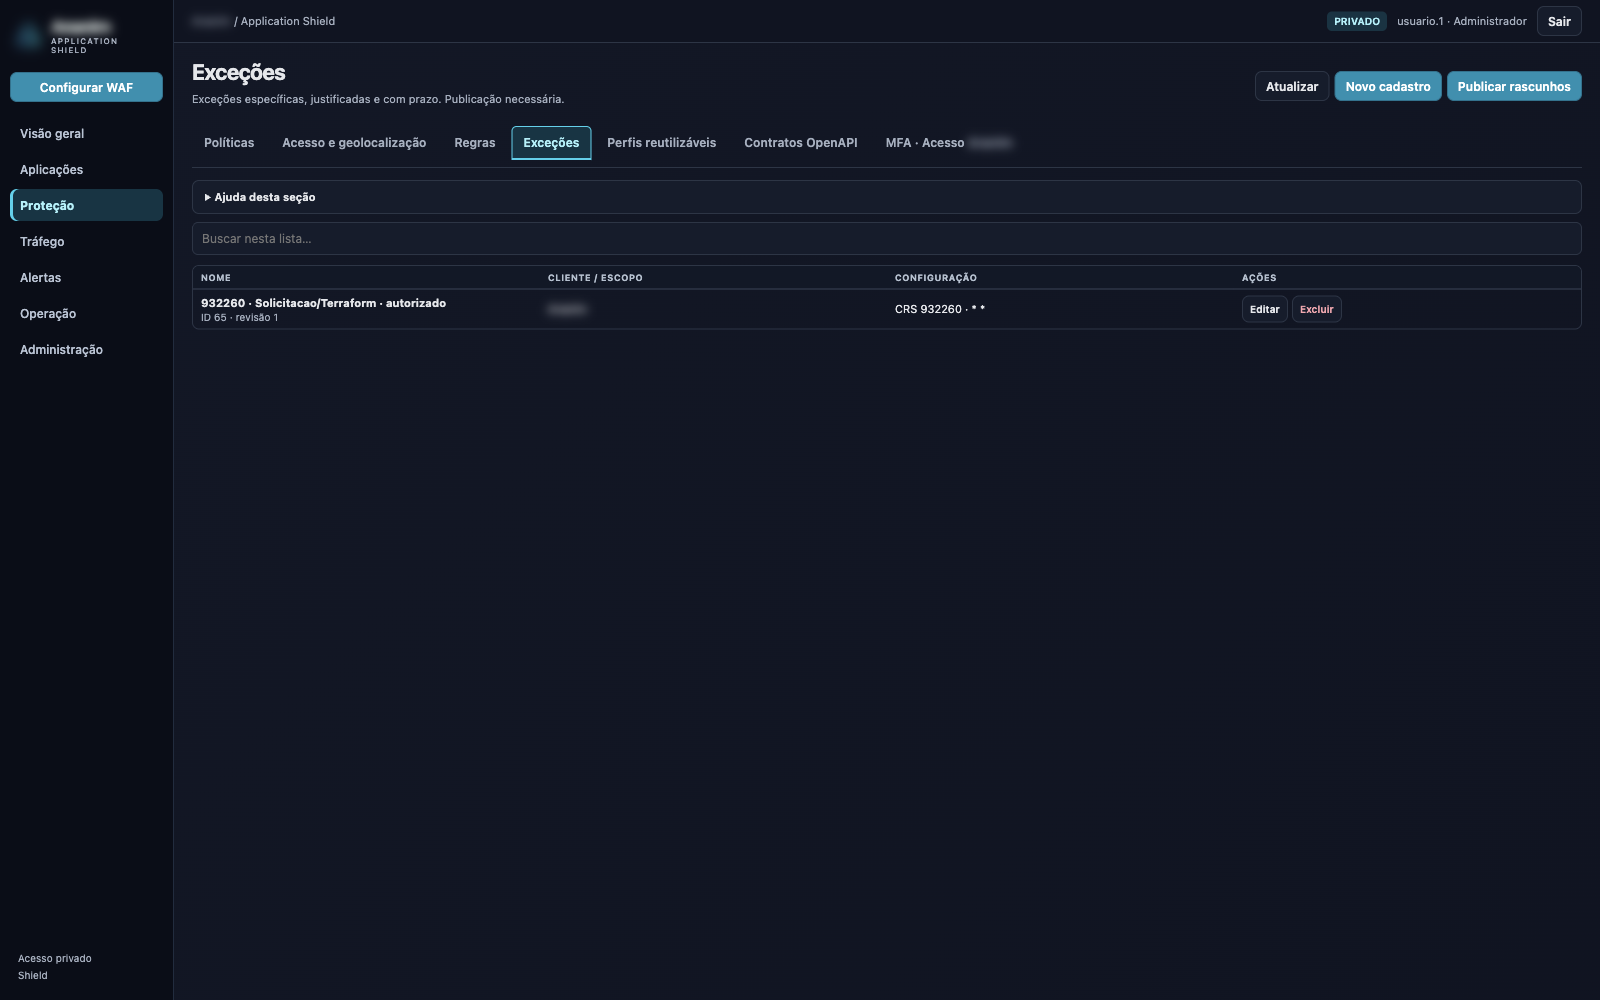 APPLICATION
SHIELD
Configurar WAF
Visão geral
Aplicações
Proteção
Tráfego
Alertas
Operação
Administração
Acesso privado
Shield
/ Application Shield
PRIVADO usuario.1 · Administrador Sair
Exceções
Exceções específicas, justificadas e com prazo. Publicação necessária.
Atualizar Novo cadastro Publicar rascunhos
Políticas Acesso e geolocalização Regras Exceções Perfis reutilizáveis Contratos OpenAPI MFA · Acesso
Ajuda desta seção
Buscar nesta lista...
NOME CLIENTE / ESCOPO CONFIGURAÇÃO AÇÕES
932260 · Solicitacao/Terraform · autorizado
ID 65 · revisão 1
CRS 932260 · * *
Editar Excluir